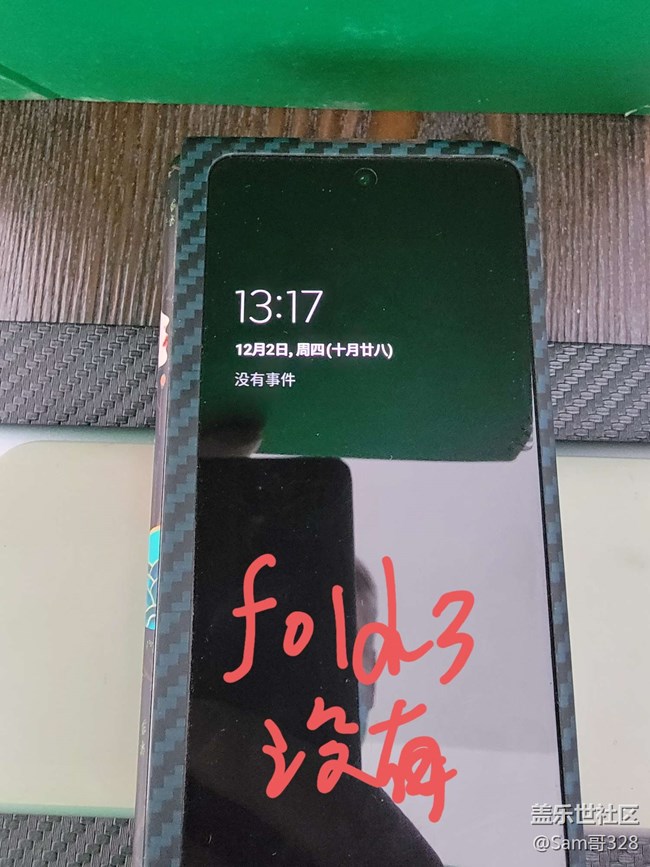 13:17
12月2日, 周四(十月廿八)
没有事件
fold3
没有
盖乐世社区
@Sam哥328